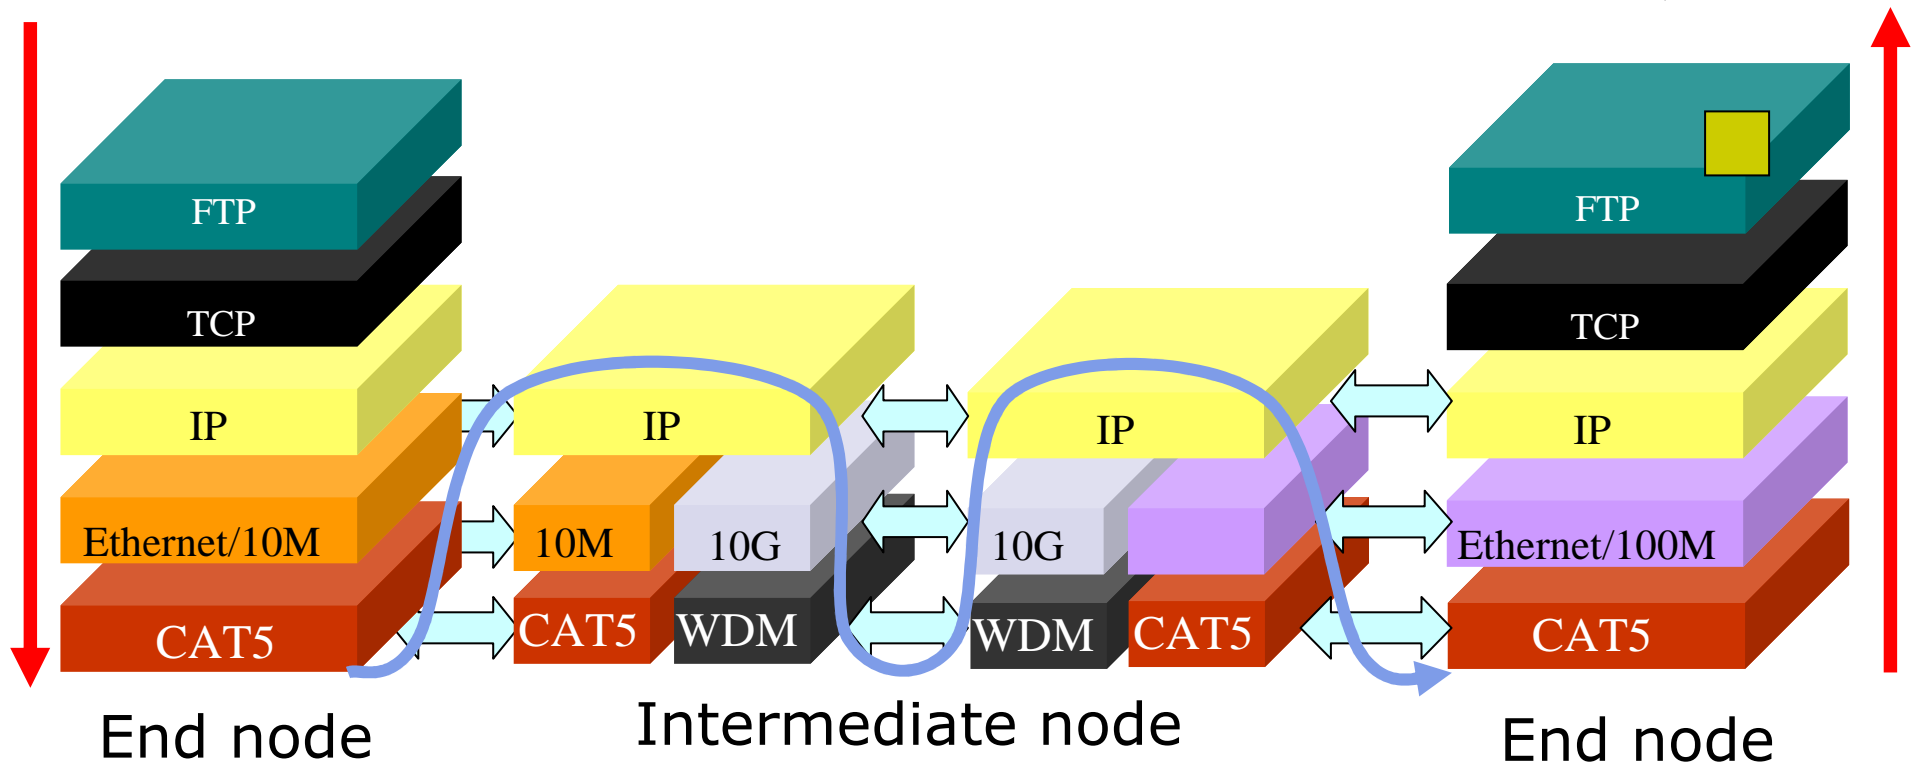 FTP
TCP
IP
Ethernet/10M
CAT5
End node
IP
10M
10G
CAT5
WDM
IP
10G
WDM
CAT5
Intermediate node
FTP
TCP
IP
Ethernet/100M
CAT5
End node